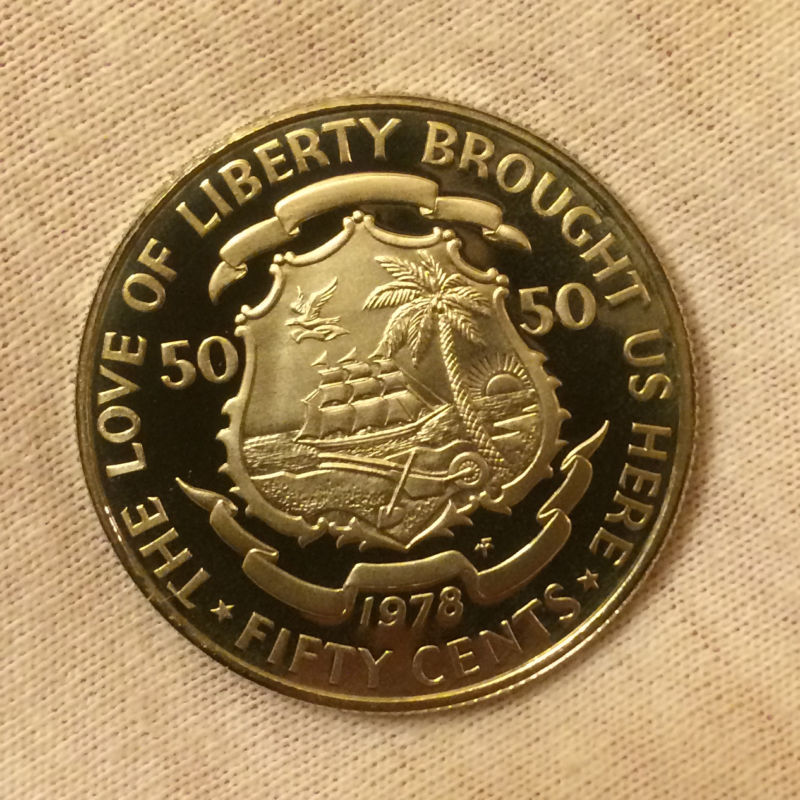 THE LOVE OF LIBERTY BROUGHT US HERE
50 50
1978
FIFTY CENTS